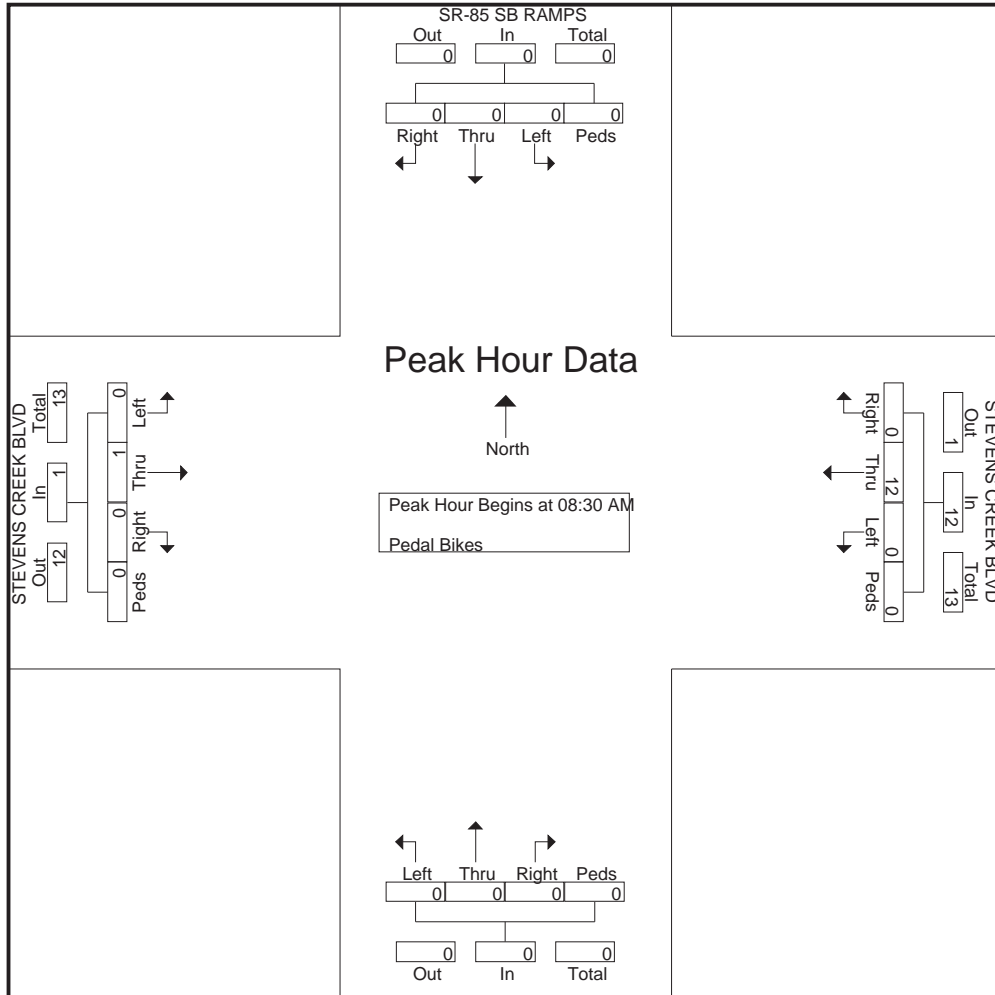 SR-85 SB RAMPS
Out In Total
0 0 0
0 0 0 0
Right Thru Left Peds
Peak Hour Data
North
Peak Hour Begins at 08:30 AM
Pedal Bikes
STEVENS CREEK BLVD
Out In Total
12 1 13
Left Thru Right Peds
0 1 0 0
STEVENS CREEK BLVD
Out In Total
1 12 13
Right Thru Left Peds
0 12 0 0
Left Thru Right Peds
0 0 0 0
0 0 0
Out In Total